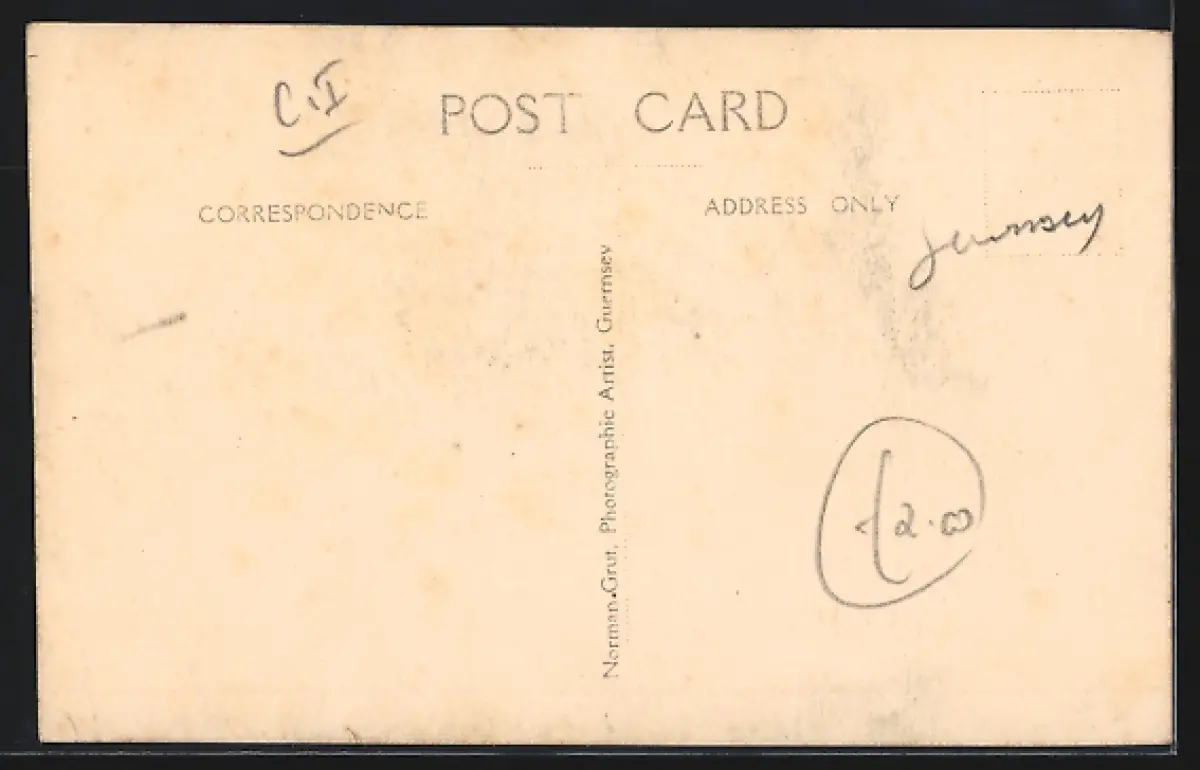 C.I
POST CARD
CORRESPONDENCE
ADDRESS ONLY
Guernsey
Norman Grut, Photographic Artist, Guernsey
£2.00